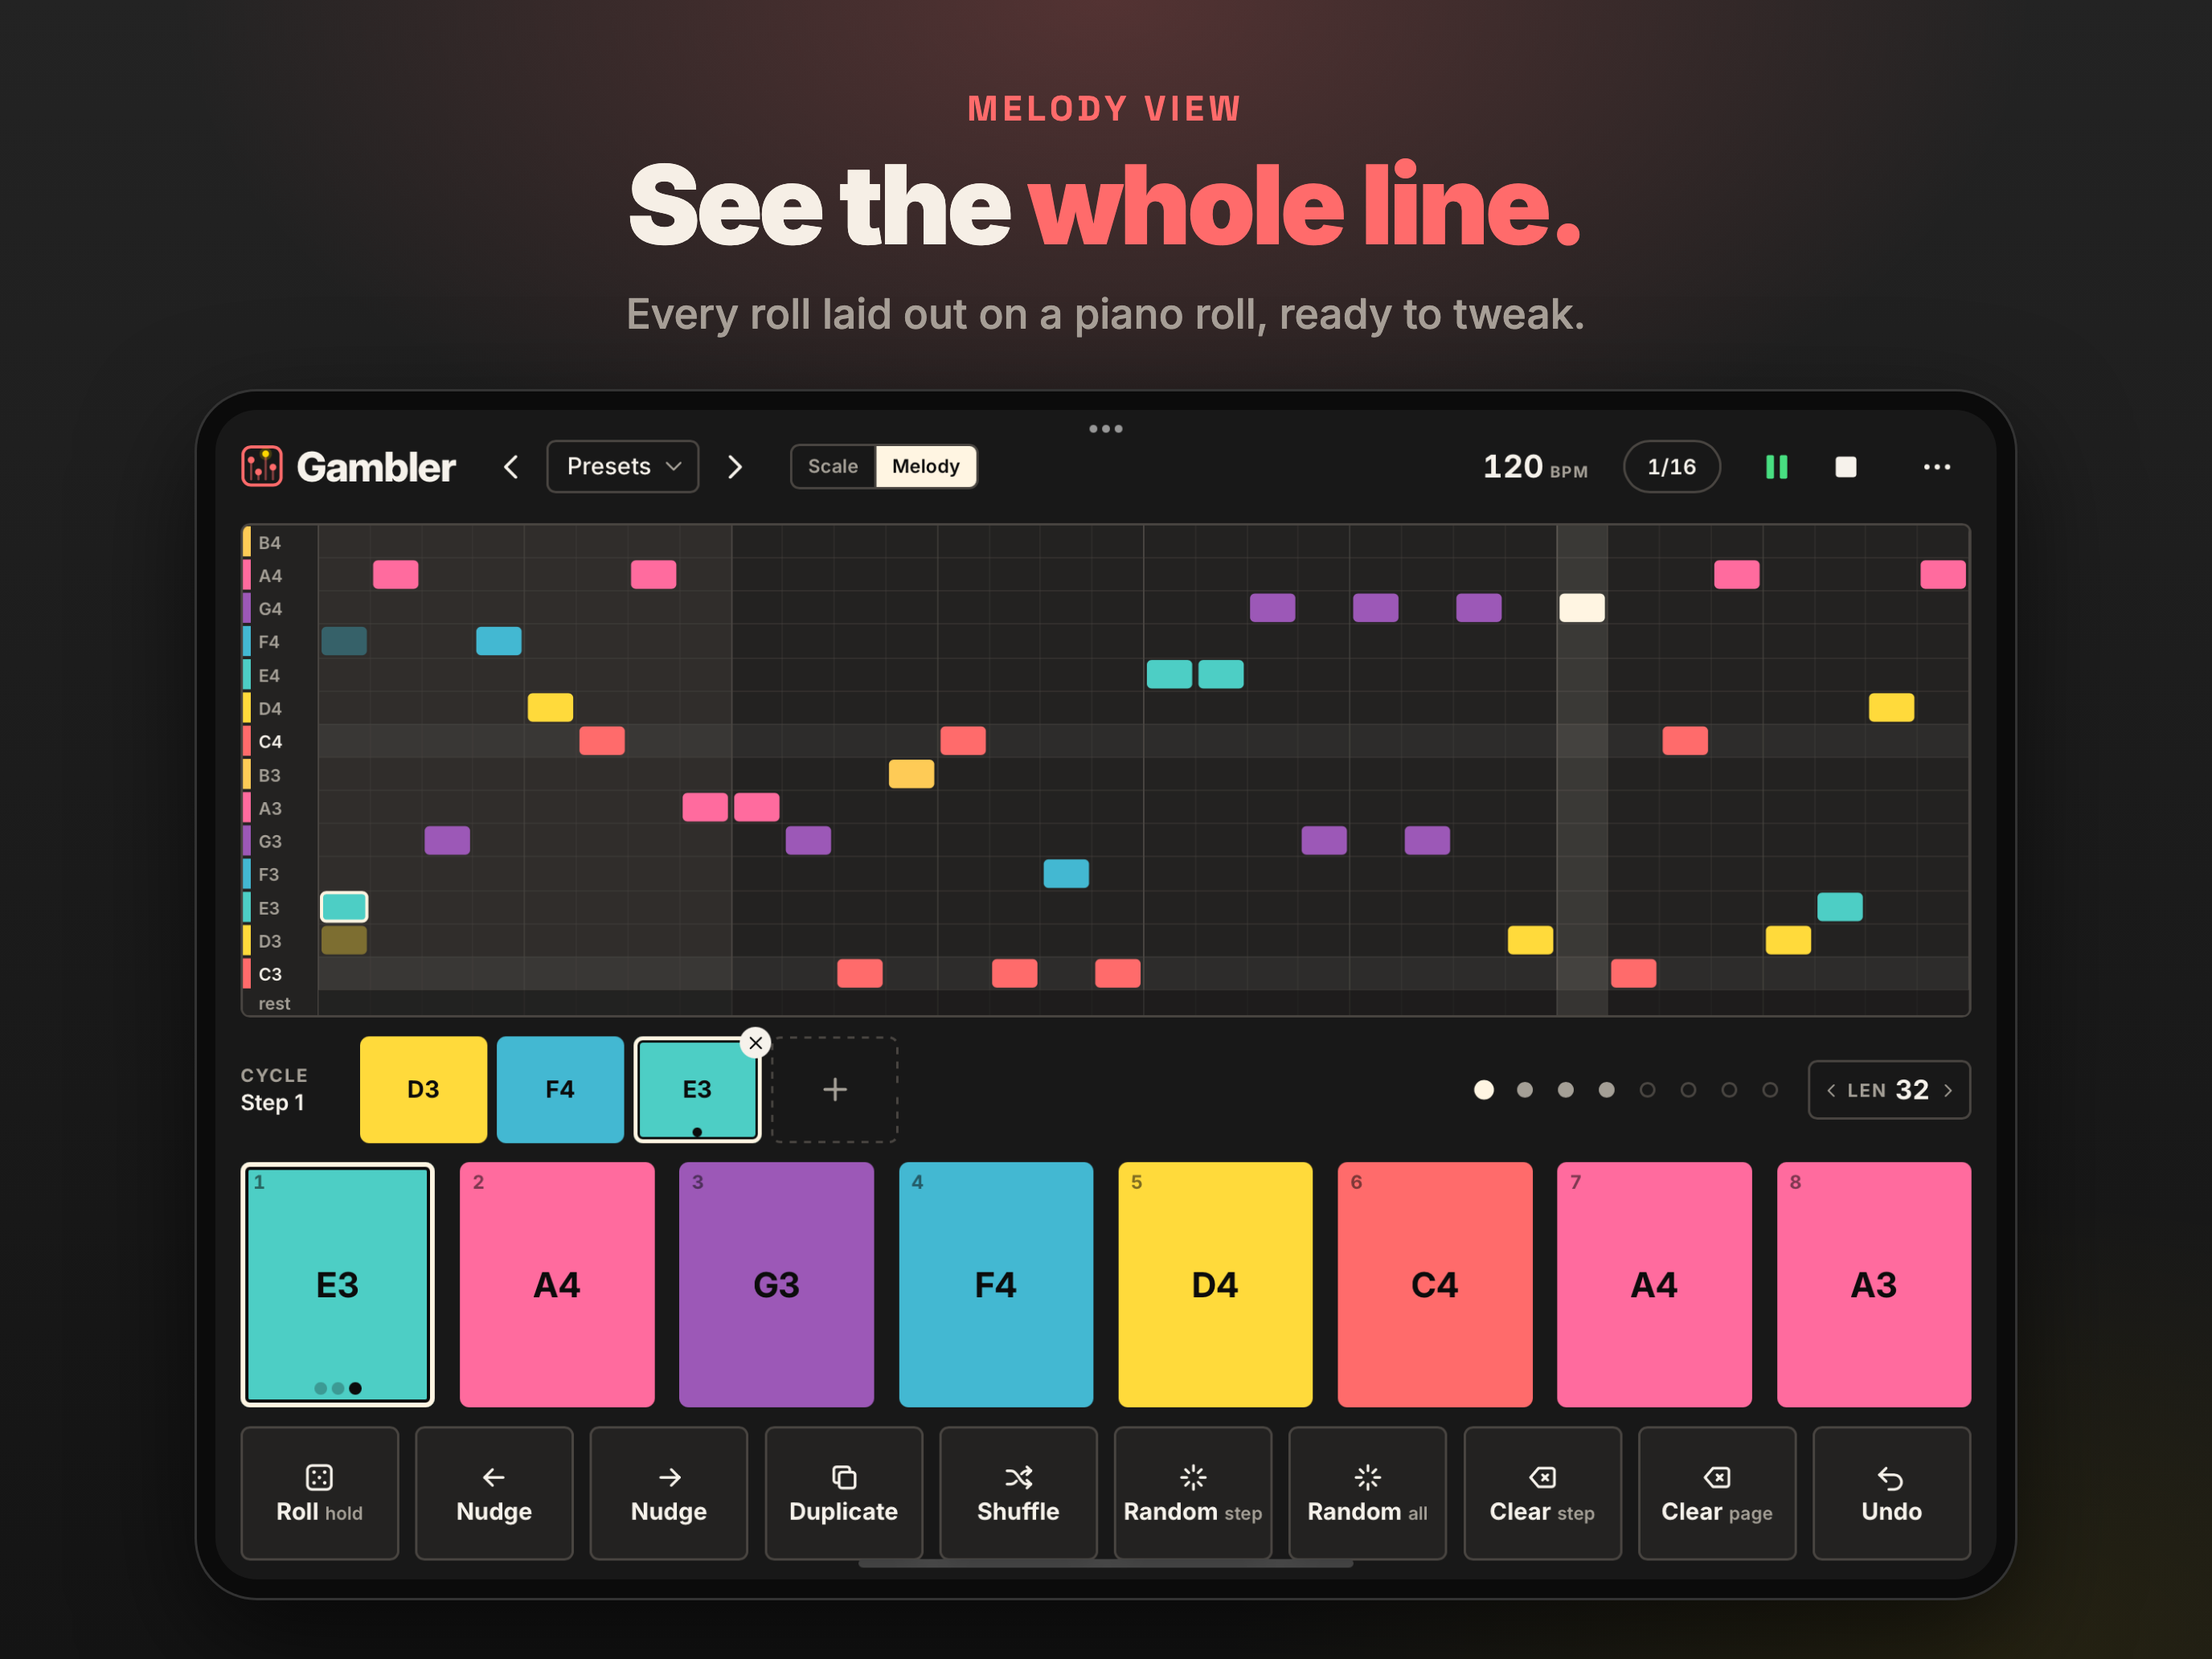 MELODY VIEW
See the whole line.
Every roll laid out on a piano roll, ready to tweak.
Gambler
Presets
Scale Melody
120 BPM
1/16
B4
A4
G4
F4
E4
D4
C4
B3
A3
G3
F3
E3
D3
C3
rest
CYCLE
Step 1
D3 F4 E3
LEN 32
1 2 3 4 5 6 7 8
E3 A4 G3 F4 D4 C4 A4 A3
Roll hold
Nudge
Nudge
Duplicate
Shuffle
Random step
Random all
Clear step
Clear page
Undo